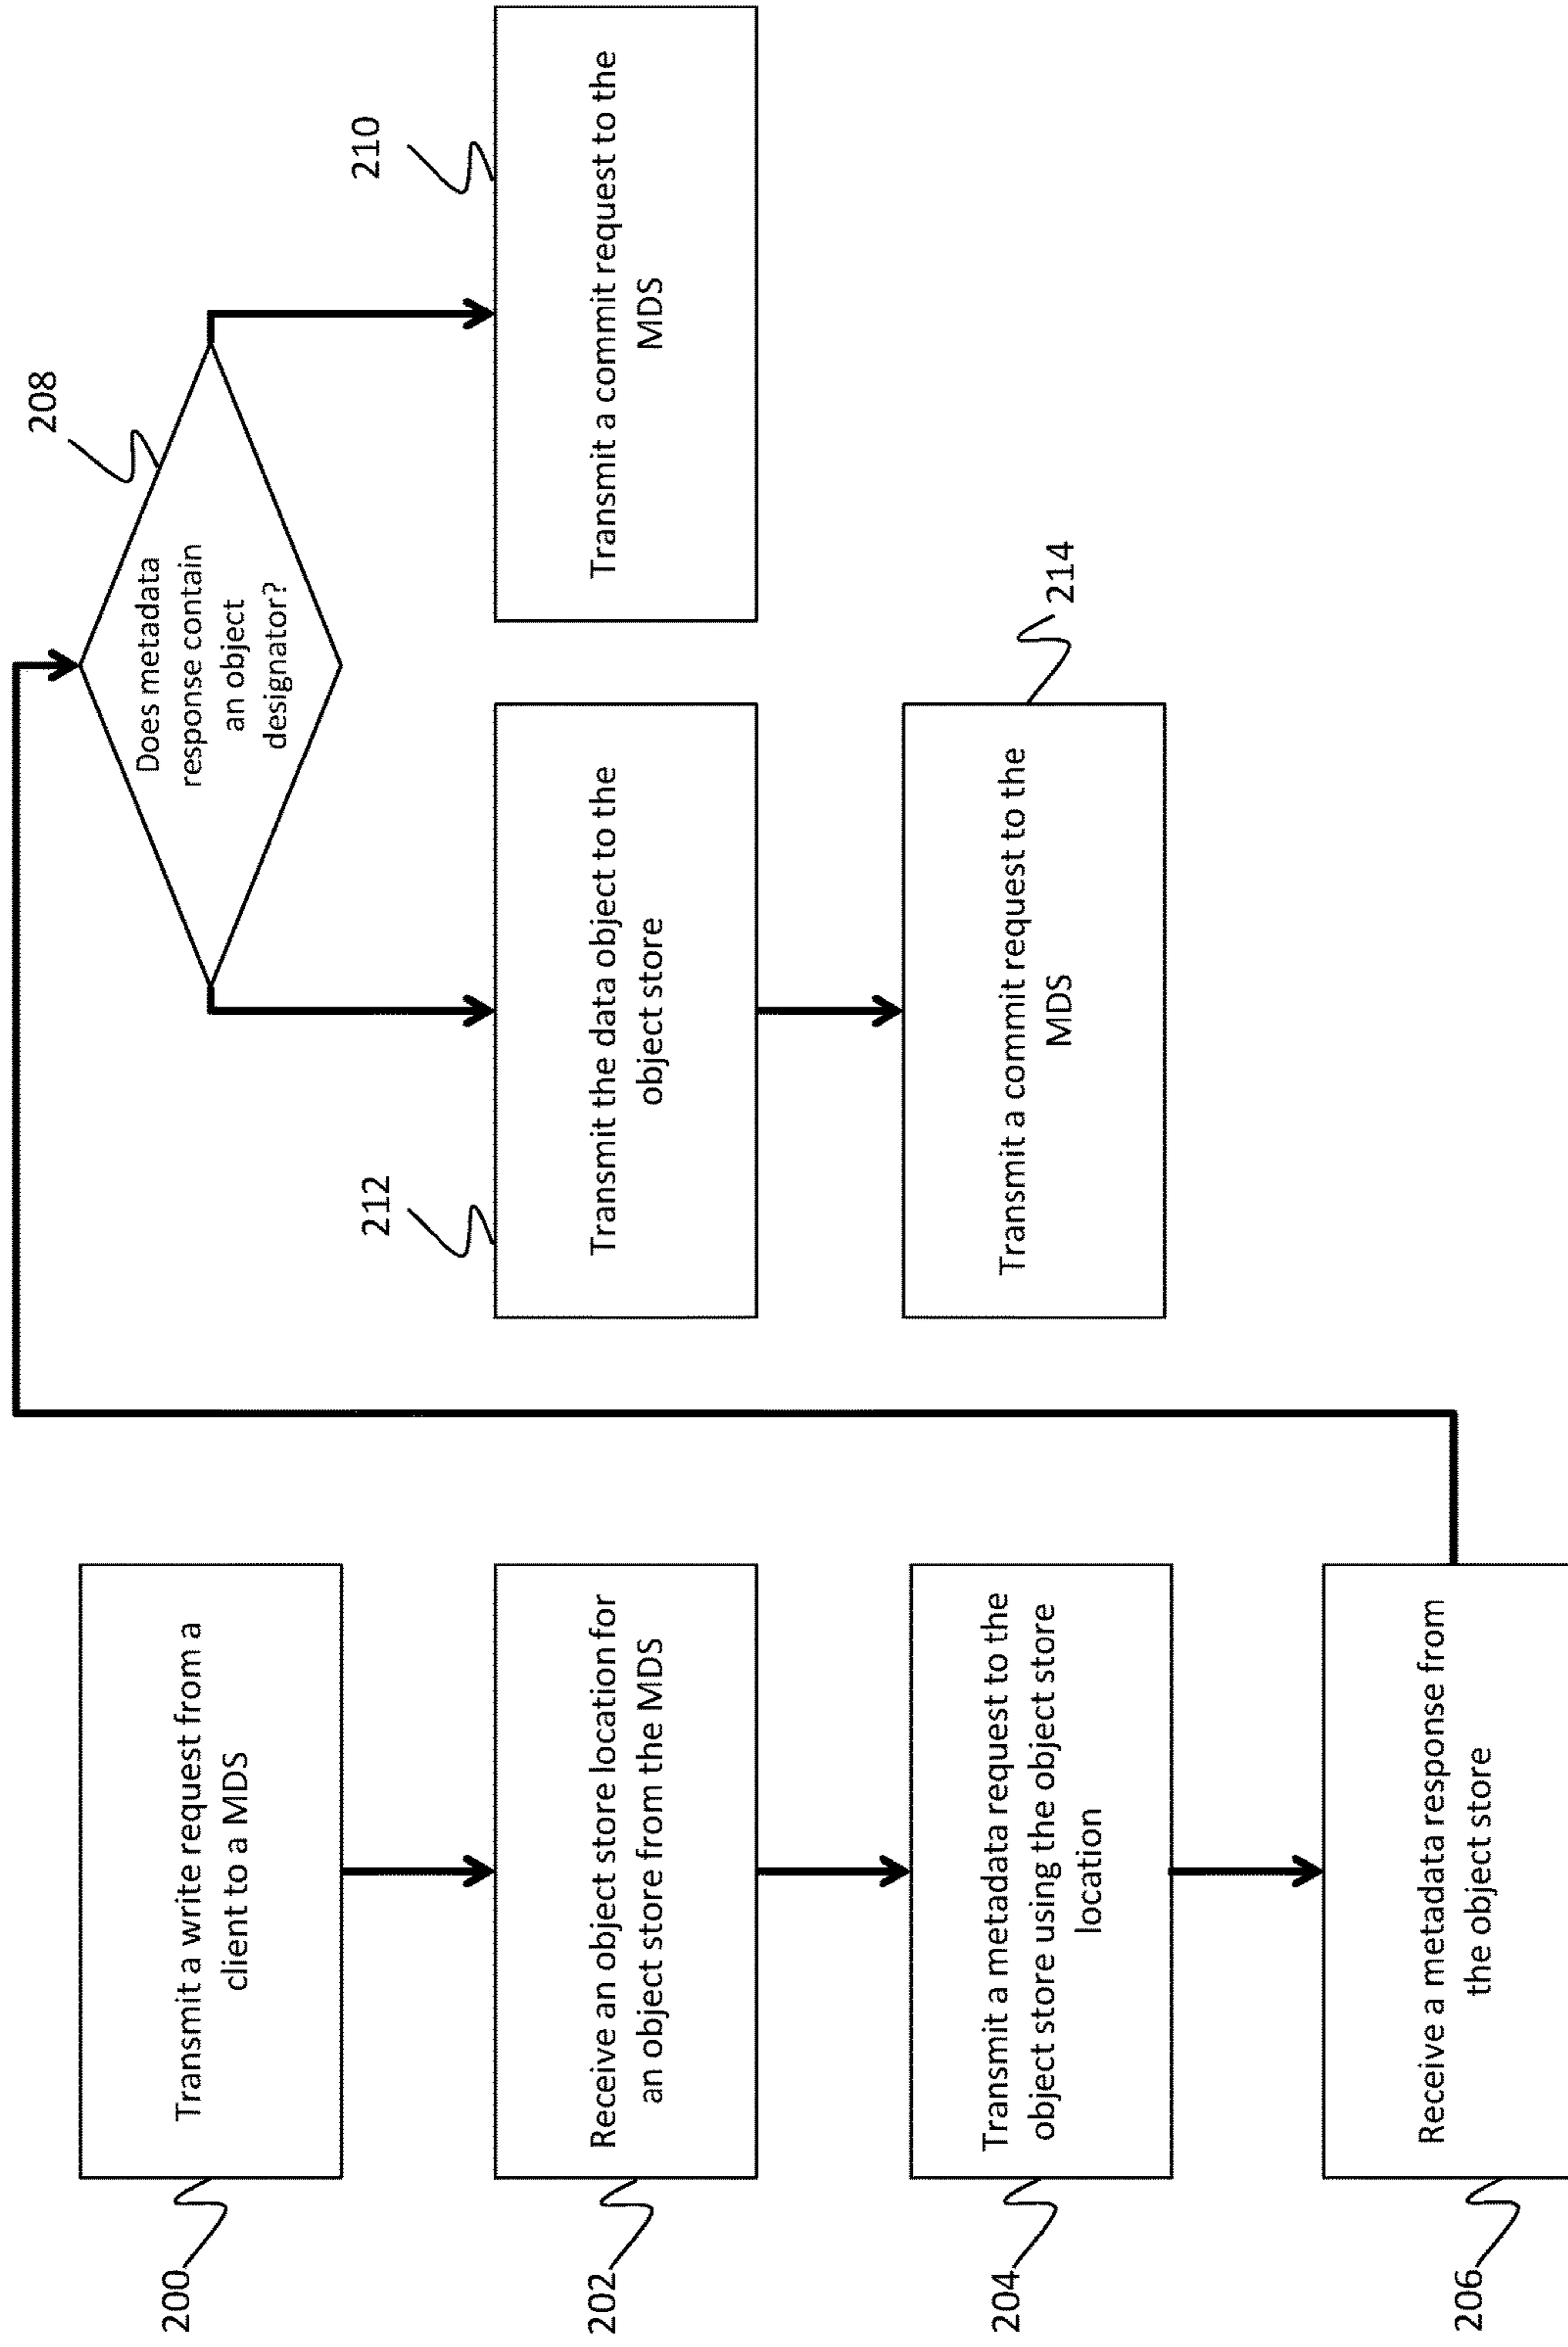 200
Transmit a write request from a
client to a MDS
202
Receive an object store location for
an object store from the MDS
204
Transmit a metadata request to the
object store using the object store
location
206
Receive a metadata response from
the object store
208
Does metadata
response contain
an object
designator?
212
Transmit the data object to the
object store
210
Transmit a commit request to the
MDS
214
Transmit a commit request to the
MDS